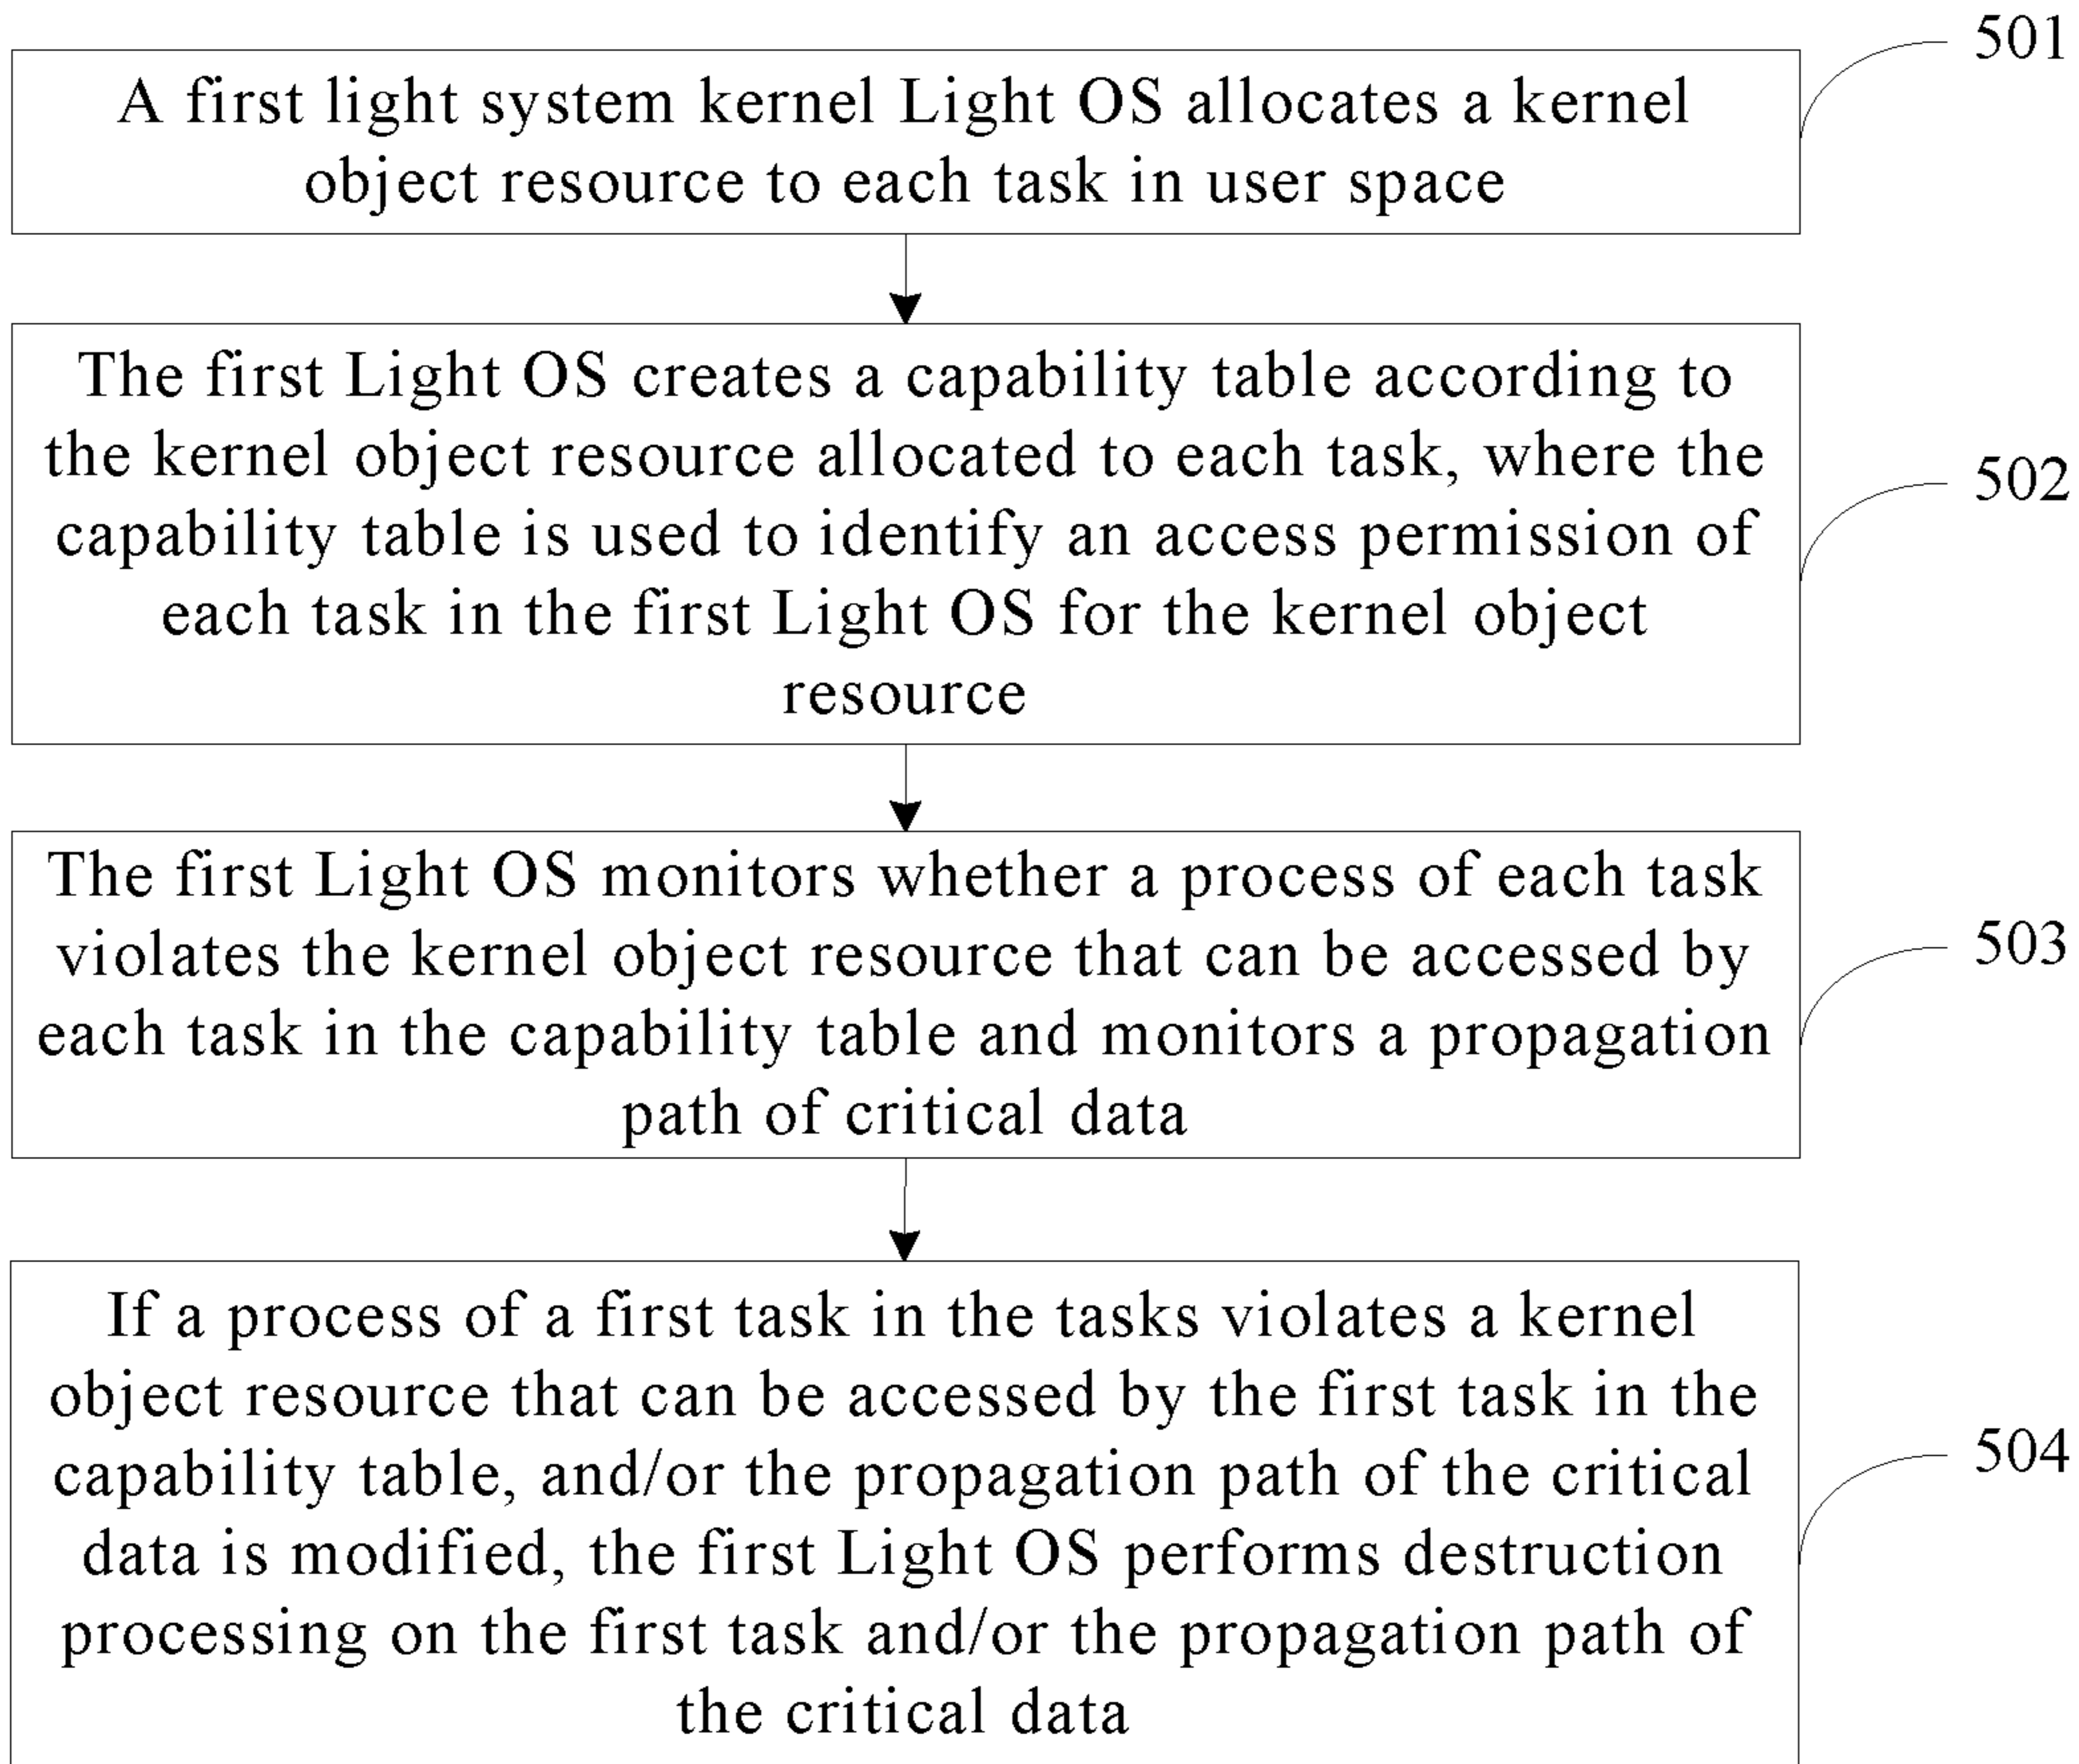 501
A first light system kernel Light OS allocates a kernel
object resource to each task in user space
The first Light OS creates a capability table according to
the kernel object resource allocated to each task, where the
capability table is used to identify an access permission of
each task in the first Light OS for the kernel object
resource
502
The first Light OS monitors whether a process of each task
violates the kernel object resource that can be accessed by
each task in the capability table and monitors a propagation
path of critical data
503
If a process of a first task in the tasks violates a kernel
object resource that can be accessed by the first task in the
capability table, and/or the propagation path of the critical
data is modified, the first Light OS performs destruction
processing on the first task and/or the propagation path of
the critical data
504